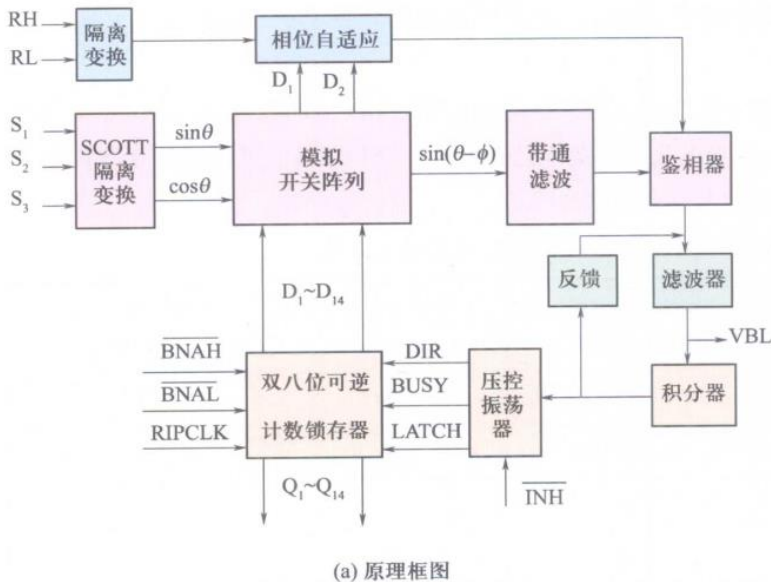 RH
RL
隔离
变换
相位自适应
D₁
D₂
S₁
S₂
S₃
SCOTT
隔离
变换
sinθ
cosθ
模拟
开关阵列
sin(θ-ϕ)
带通
滤波
鉴相器
反馈
滤波器
VBL
积分器
D₁~D₁₄
B̅N̅A̅H̅
B̅N̅A̅L̅
RIPCLK
双八位可逆
计数锁存器
DIR
BUSY
LATCH
压控
振荡
器
I̅N̅H̅
Q₁~Q₁₄
(a) 原理框图